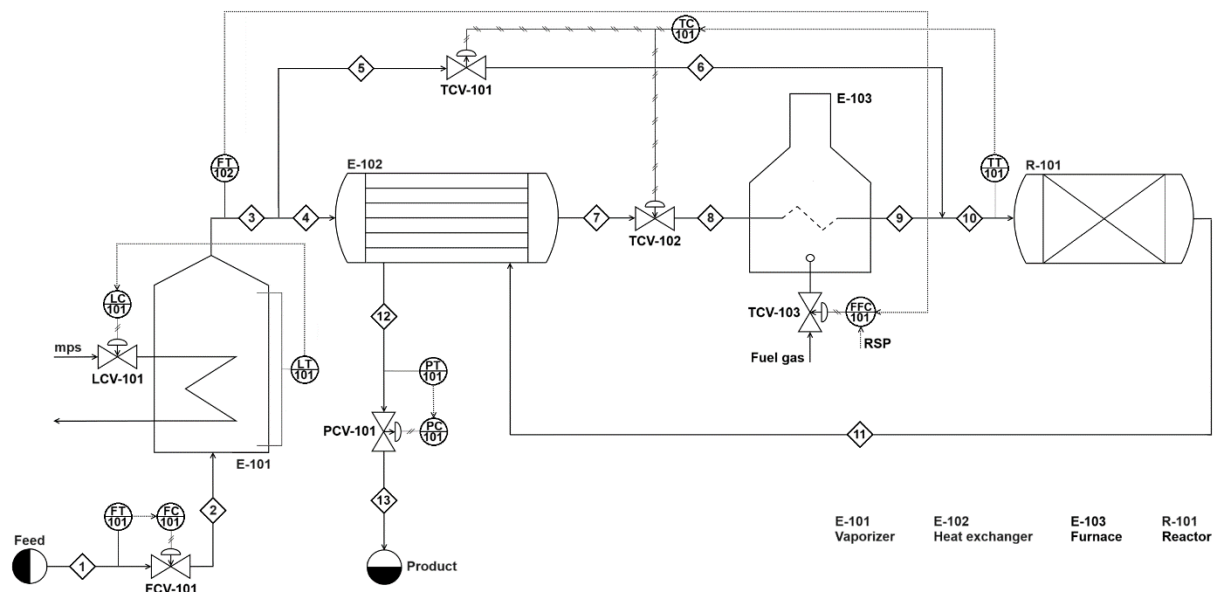 TC
101
5
6
TCV-101
E-103
FT
102
E-102
TT
101
R-101
3
4
7
8
9
10
TCV-102
LC
101
12
TCV-103
FFC
101
RSP
Fuel gas
mps
LCV-101
LT
101
PT
101
PCV-101
PC
101
11
E-101
2
13
FT
101
FC
101
Feed
1
FCV-101
Product
E-101
Vaporizer
E-102
Heat exchanger
E-103
Furnace
R-101
Reactor